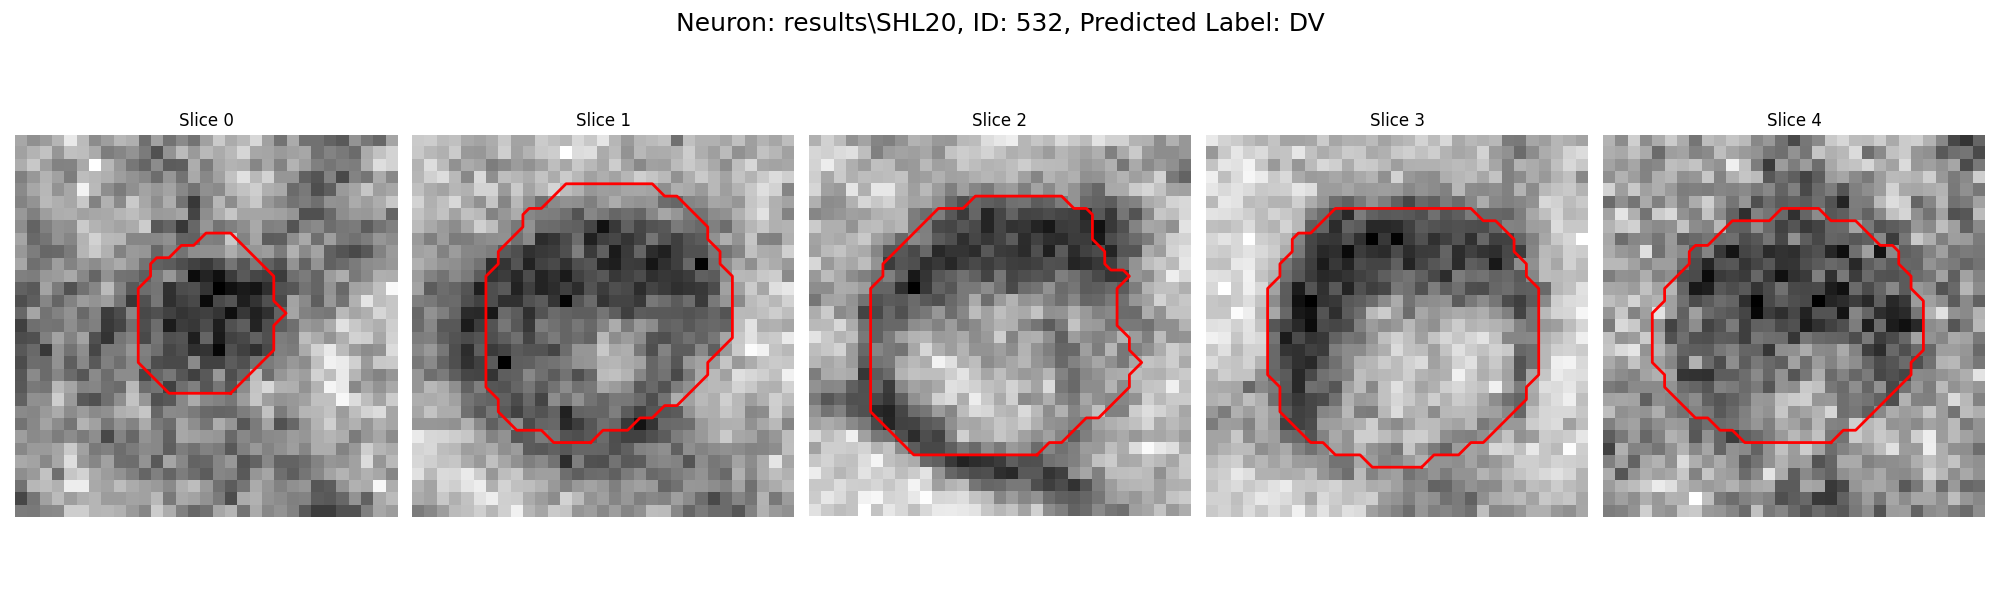 Neuron: results\SHL20, ID: 532, Predicted Label: DV
Slice 0
Slice 1
Slice 2
Slice 3
Slice 4